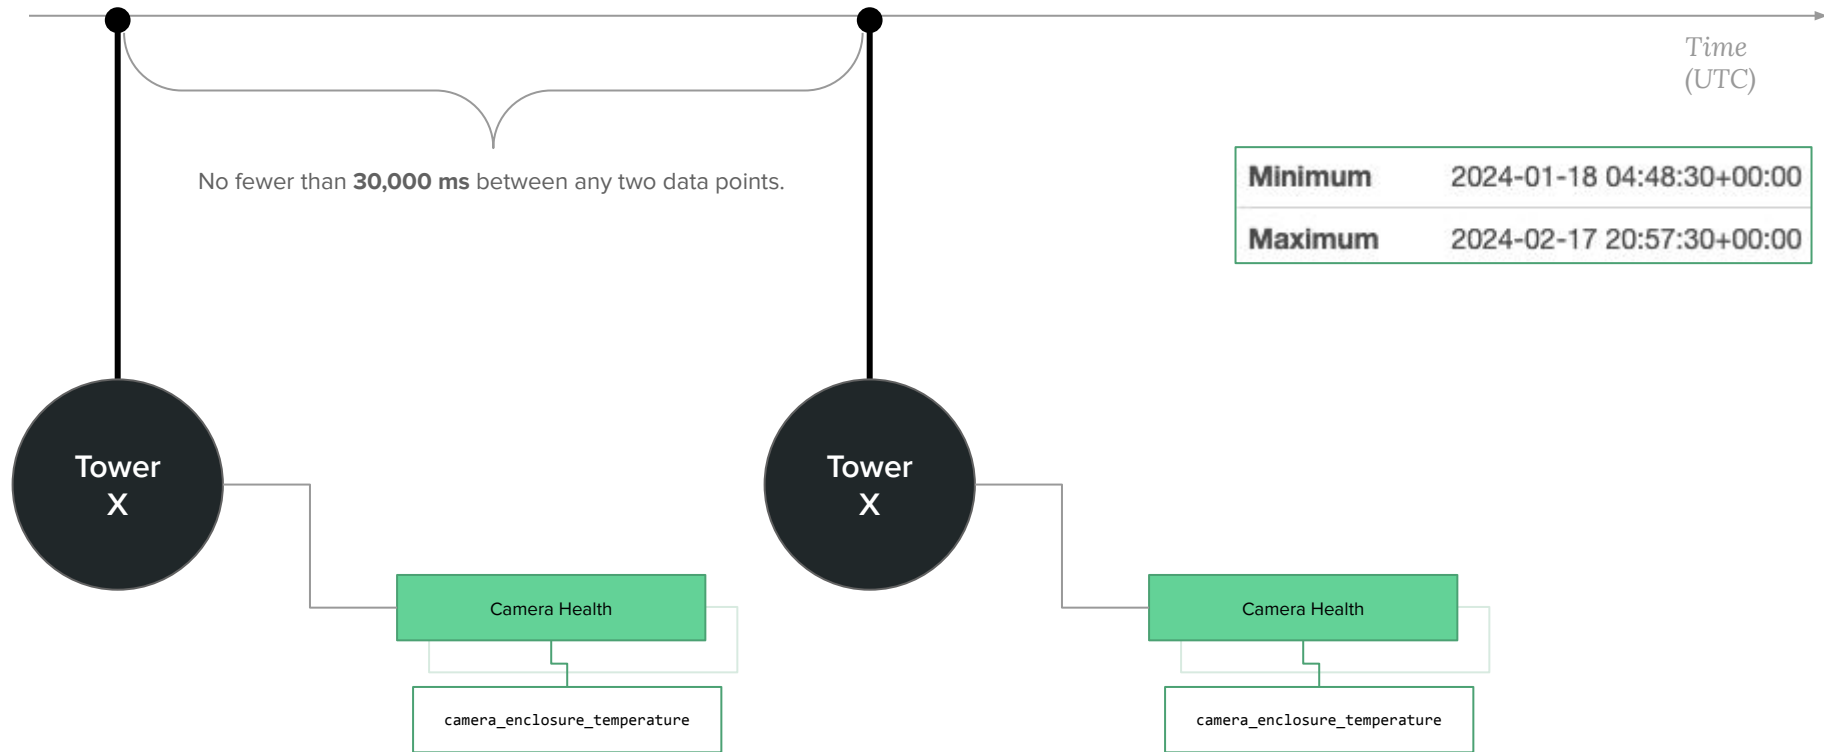 Time
(UTC)
No fewer than 30,000 ms between any two data points.
Minimum 2024-01-18 04:48:30+00:00
Maximum 2024-02-17 20:57:30+00:00
Tower
X
Tower
X
Camera Health
Camera Health
camera_enclosure_temperature
camera_enclosure_temperature